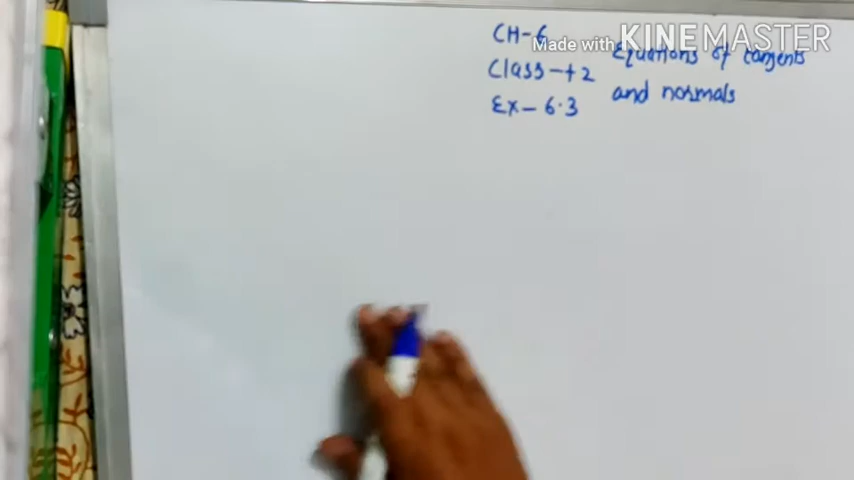 CH-6
Class-+2
Ex-6.3
Equations of tangents
and normals
Made with KINEMASTER